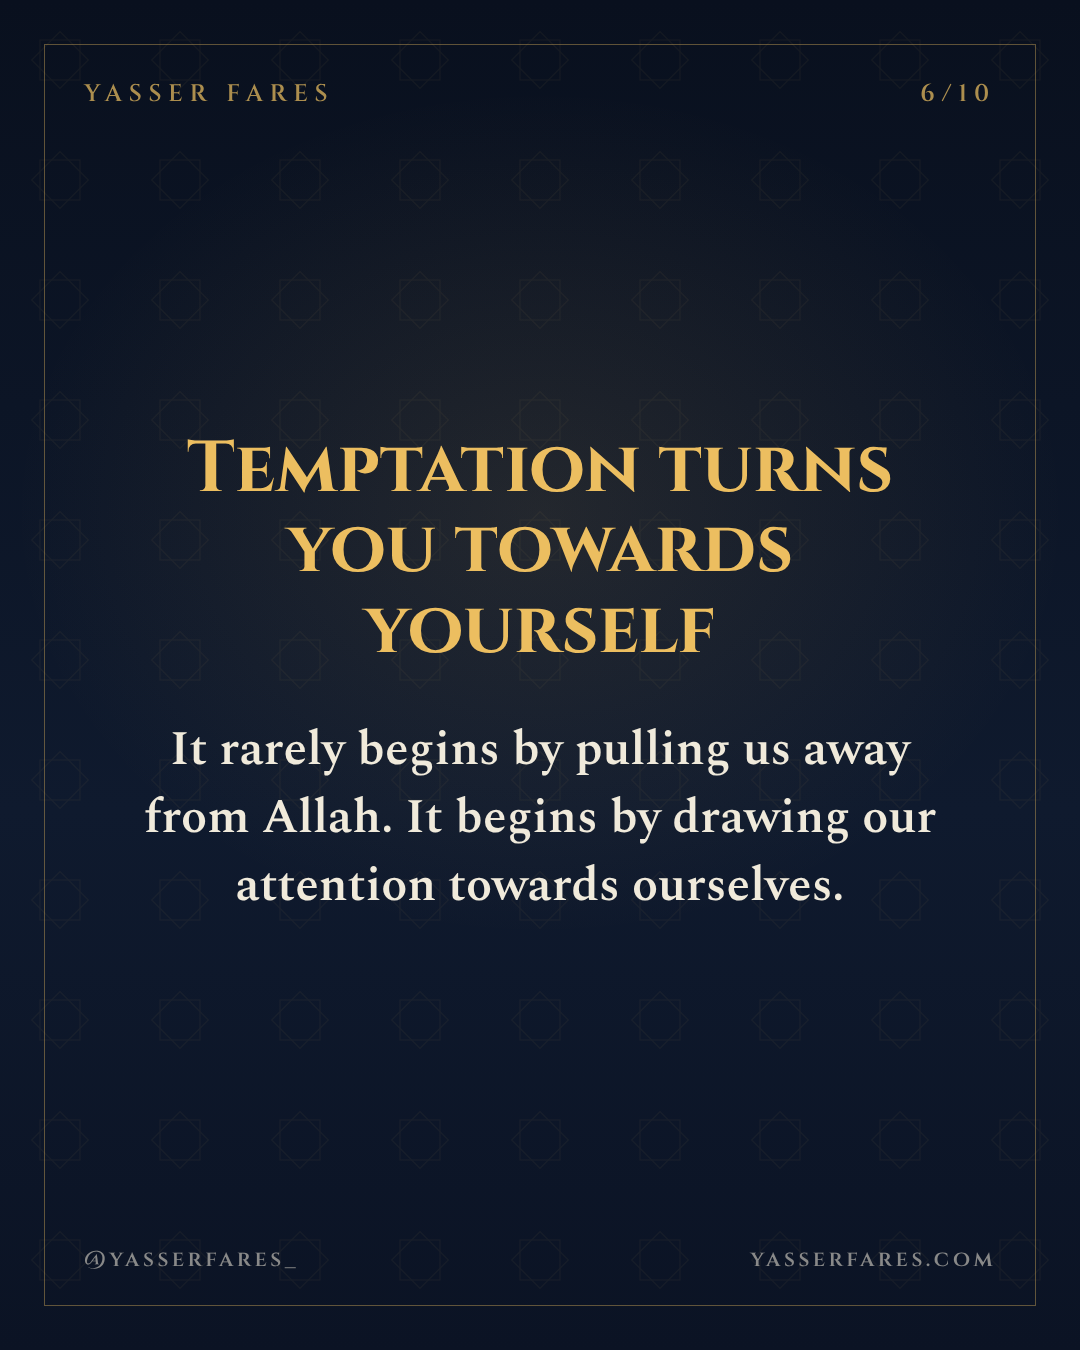 YASSER FARES
6/10
TEMPTATION TURNS
YOU TOWARDS
YOURSELF
It rarely begins by pulling us away
from Allah. It begins by drawing our
attention towards ourselves.
@YASSERFARES_
YASSERFARES.COM